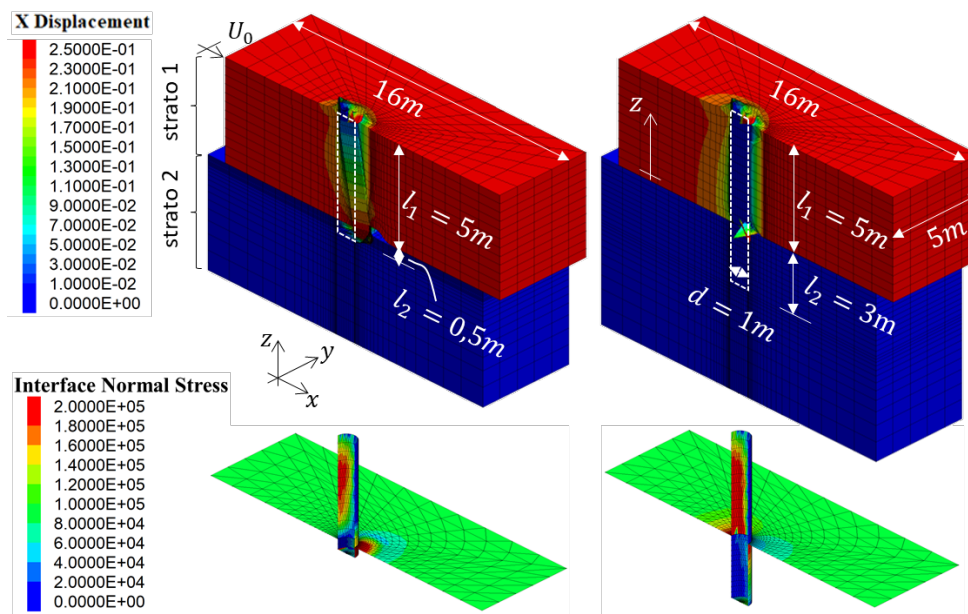 X Displacement
2.5000E-01
2.3000E-01
2.1000E-01
1.9000E-01
1.7000E-01
1.5000E-01
1.3000E-01
1.1000E-01
9.0000E-02
7.0000E-02
5.0000E-02
3.0000E-02
1.0000E-02
0.0000E+00
U₀
strato 1
strato 2
16m
l₁ = 5m
l₂ = 0,5m
z
y
x
16m
z
l₁ = 5m
5m
l₂ = 3m
d = 1m
Interface Normal Stress
2.0000E+05
1.8000E+05
1.6000E+05
1.4000E+05
1.2000E+05
1.0000E+05
8.0000E+04
6.0000E+04
4.0000E+04
2.0000E+04
0.0000E+00